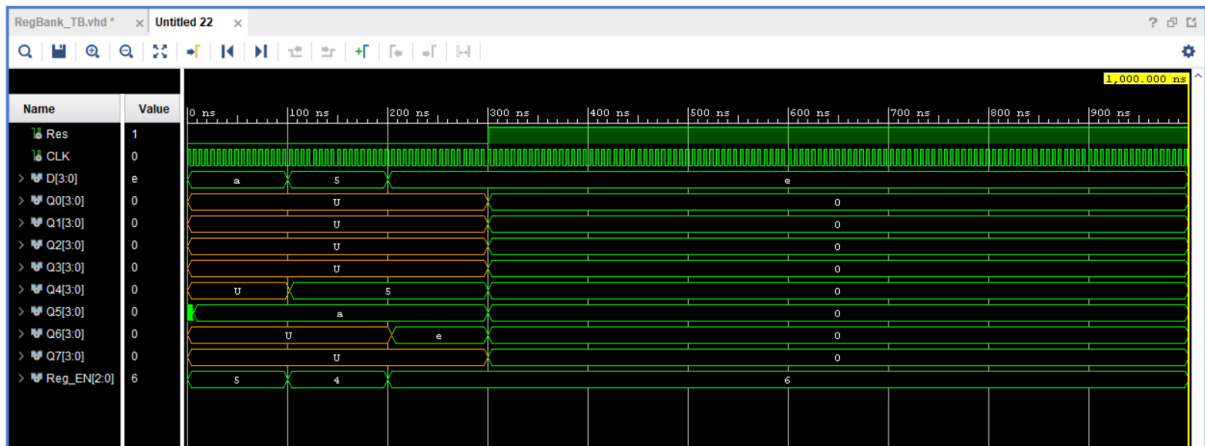 RegBank_TB.vhd * × Untitled 22 × ?
1,000.000 ns
Name Value 0 ns 100 ns 200 ns 300 ns 400 ns 500 ns 600 ns 700 ns 800 ns 900 ns
Res 1
CLK 0
D[3:0] e a 5 e
Q0[3:0] 0 U 0
Q1[3:0] 0 U 0
Q2[3:0] 0 U 0
Q3[3:0] 0 U 0
Q4[3:0] 0 U 5 0
Q5[3:0] 0 a 0
Q6[3:0] 0 U e 0
Q7[3:0] 0 U 0
Reg_EN[2:0] 6 5 4 6